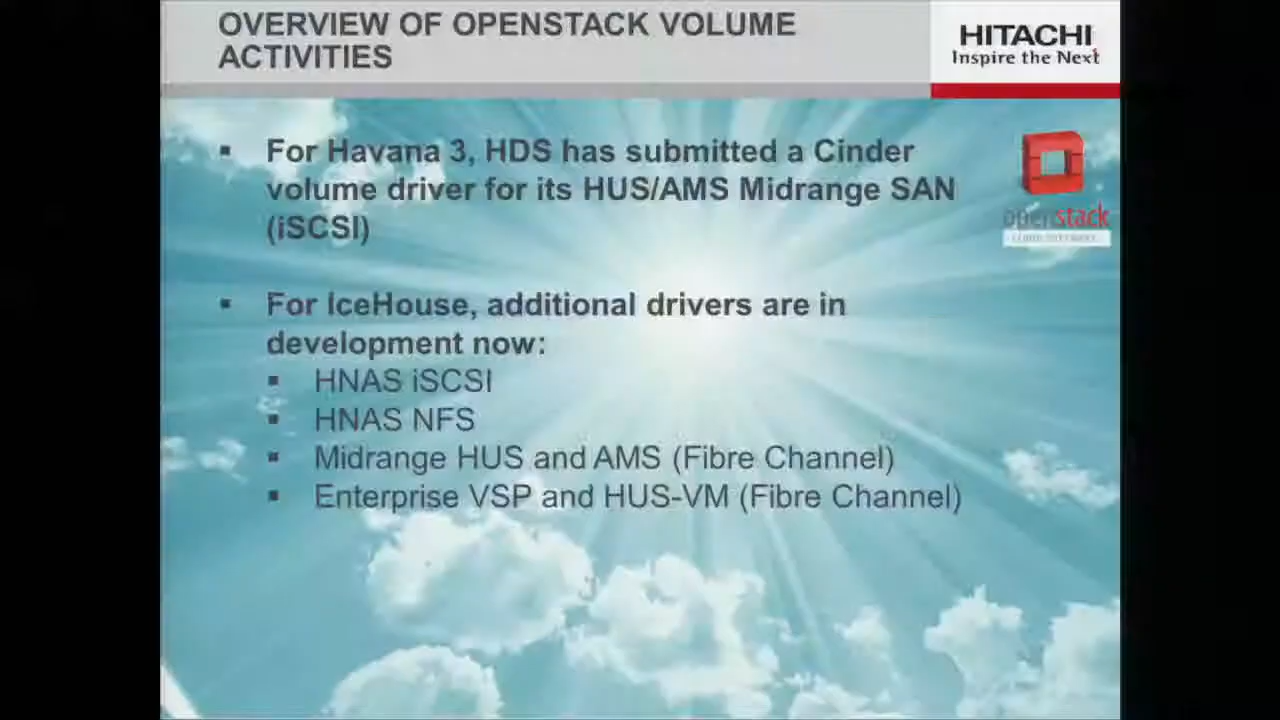 OVERVIEW OF OPENSTACK VOLUME
ACTIVITIES
HITACHI
Inspire the Next
▪ For Havana 3, HDS has submitted a Cinder
volume driver for its HUS/AMS Midrange SAN
(iSCSI)
openstack
CLOUD SOFTWARE
▪ For IceHouse, additional drivers are in
development now:
▪ HNAS iSCSI
▪ HNAS NFS
▪ Midrange HUS and AMS (Fibre Channel)
▪ Enterprise VSP and HUS-VM (Fibre Channel)